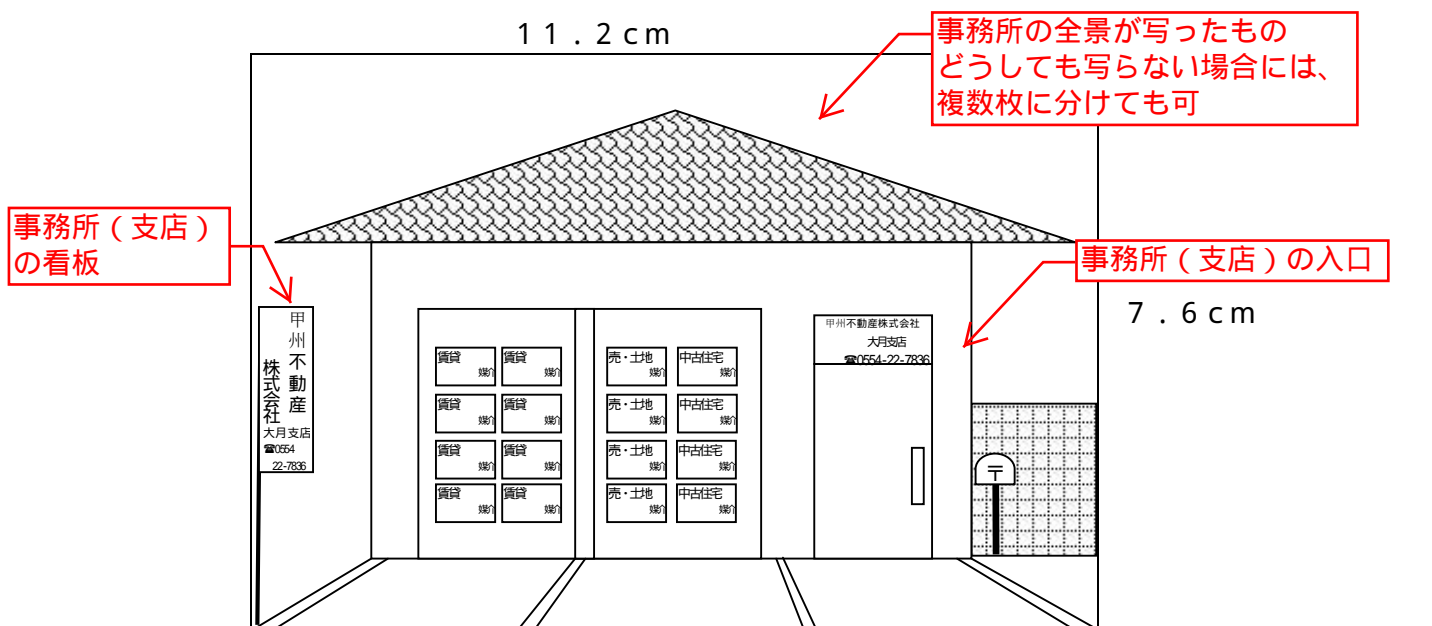 １１．２ｃｍ
事務所の全景が写ったもの
どうしても写らない場合には、
複数枚に分けても可
事務所（支店）
の看板
事務所（支店）の入口
７．６ｃｍ
甲州不動産
株式会社
大月支店
☎0554
22-7836
賃貸
媒介
賃貸
媒介
売・土地
媒介
中古住宅
媒介
賃貸
媒介
賃貸
媒介
売・土地
媒介
中古住宅
媒介
賃貸
媒介
賃貸
媒介
売・土地
媒介
中古住宅
媒介
賃貸
媒介
賃貸
媒介
売・土地
媒介
中古住宅
媒介
甲州不動産株式会社
大月支店
☎0554-22-7836
〒